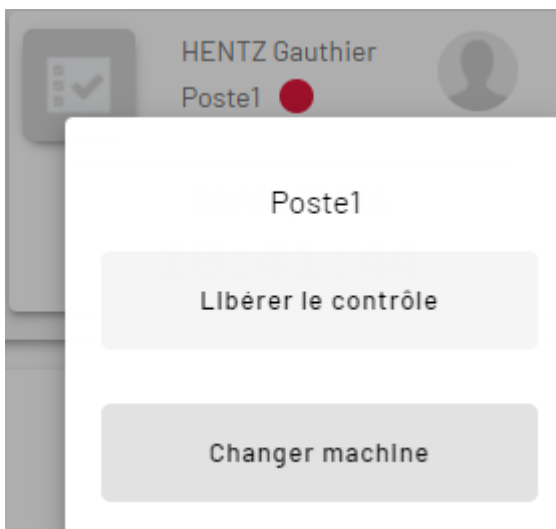 HENTZ Gauthier
Poste1
Poste1
Libérer le contrôle
Changer machine